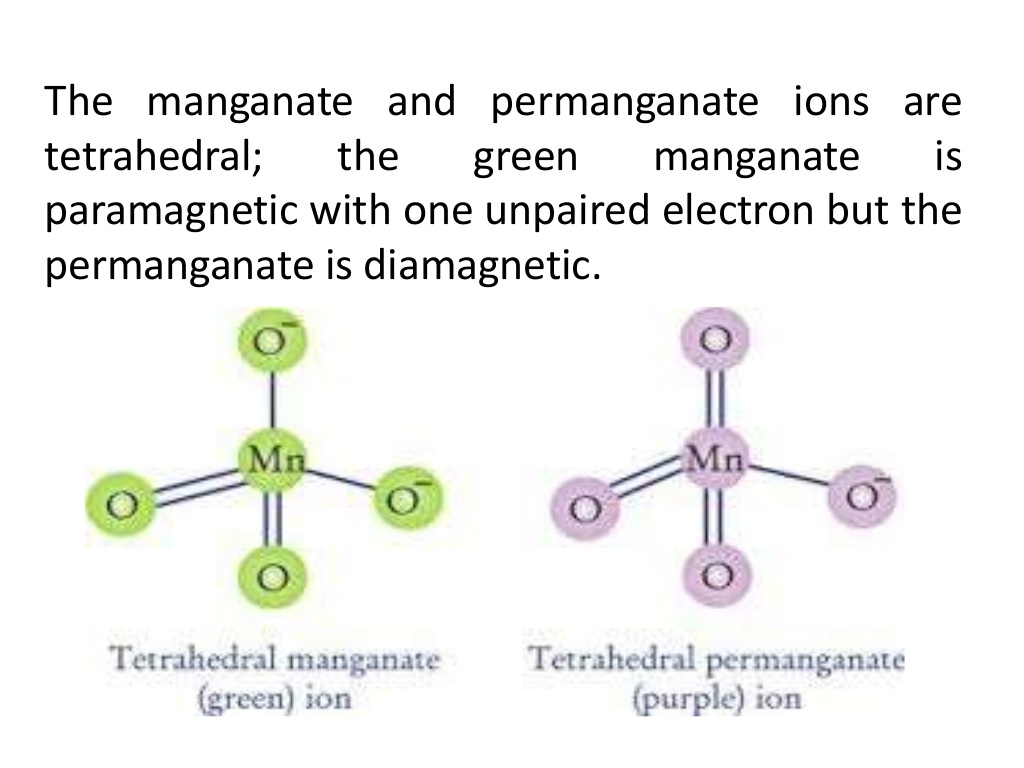 The manganate and permanganate ions are
tetrahedral; the green manganate is
paramagnetic with one unpaired electron but the
permanganate is diamagnetic.
O⁻
Mn
O
O⁻
O
Tetrahedral manganate
(green) ion
O
Mn
O
O⁻
O
Tetrahedral permanganate
(purple) ion